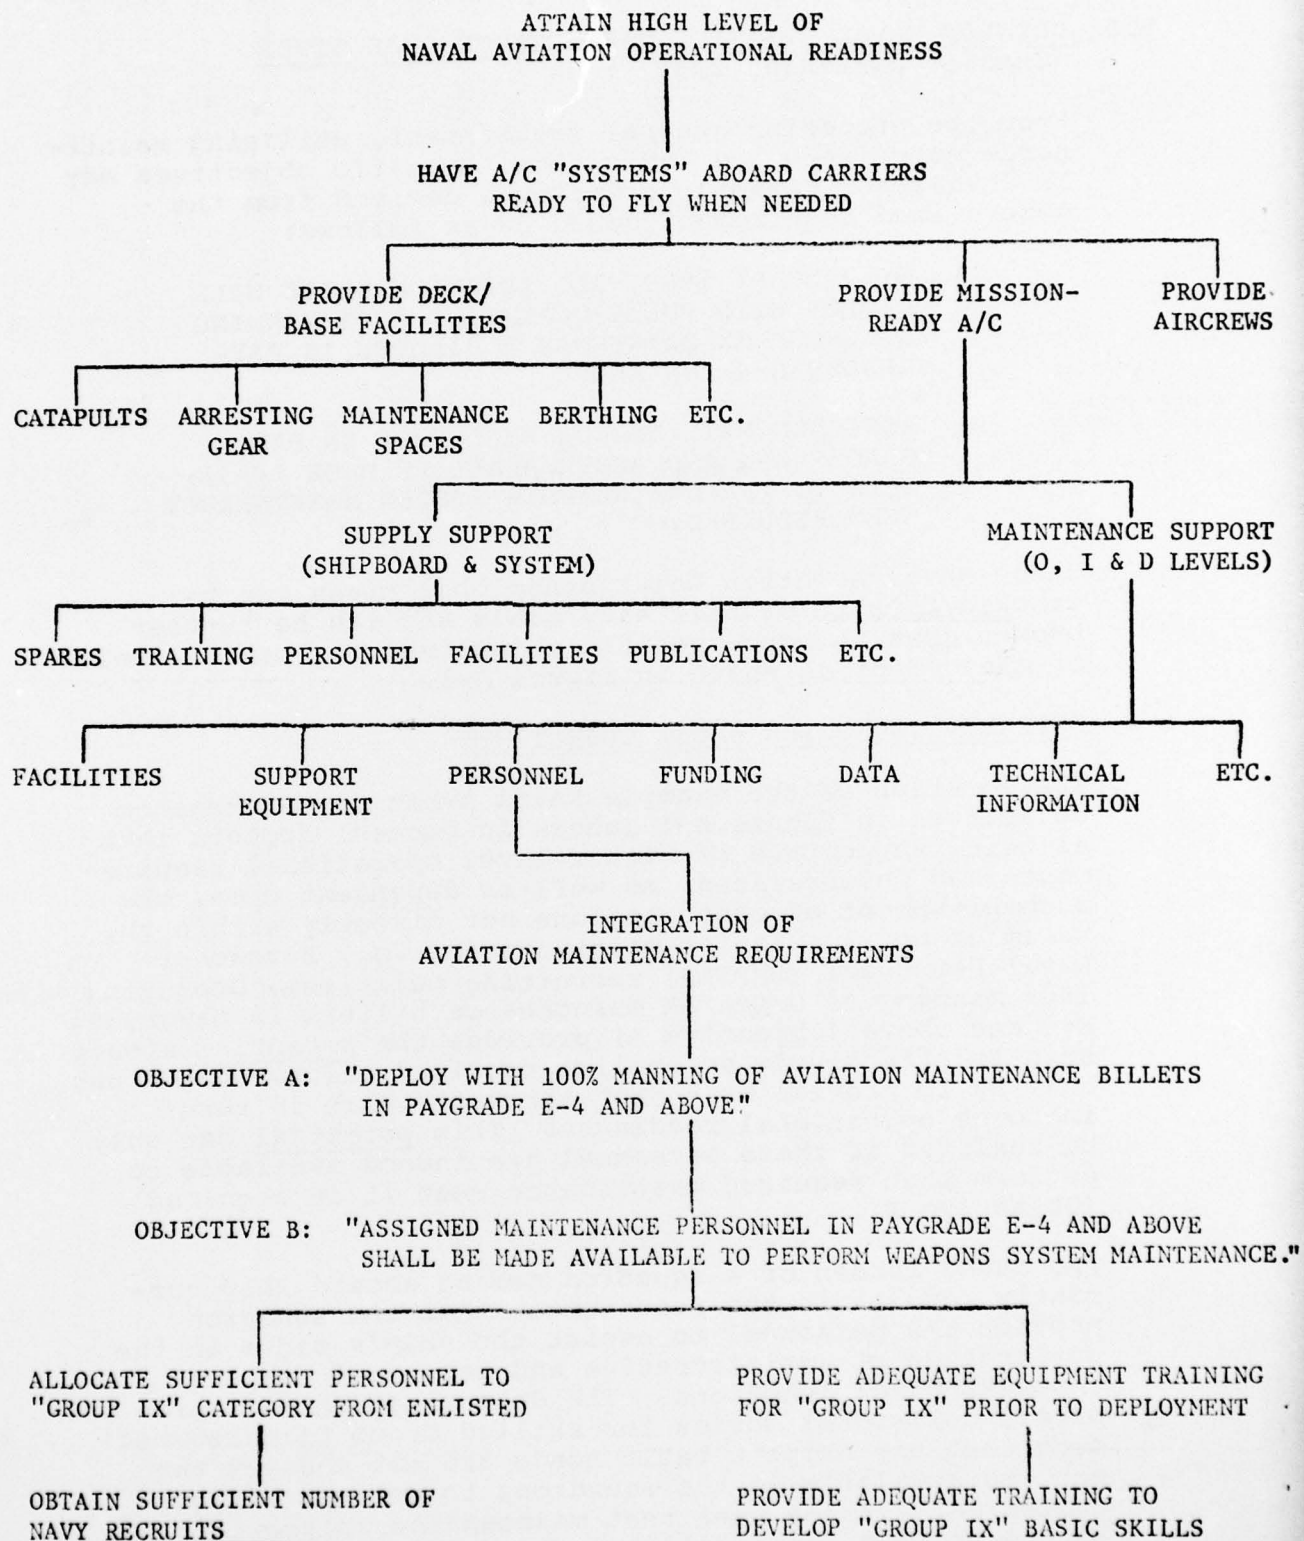 ATTAIN HIGH LEVEL OF
NAVAL AVIATION OPERATIONAL READINESS
HAVE A/C "SYSTEMS" ABOARD CARRIERS
READY TO FLY WHEN NEEDED
PROVIDE DECK/
BASE FACILITIES
PROVIDE MISSION-
READY A/C
PROVIDE
AIRCREWS
CATAPULTS
ARRESTING
GEAR
MAINTENANCE
SPACES
BERTHING
ETC.
SUPPLY SUPPORT
(SHIPBOARD & SYSTEM)
MAINTENANCE SUPPORT
(O, I & D LEVELS)
SPARES
TRAINING
PERSONNEL
FACILITIES
PUBLICATIONS
ETC.
FACILITIES
SUPPORT
EQUIPMENT
PERSONNEL
FUNDING
DATA
TECHNICAL
INFORMATION
ETC.
INTEGRATION OF
AVIATION MAINTENANCE REQUIREMENTS
OBJECTIVE A: "DEPLOY WITH 100% MANNING OF AVIATION MAINTENANCE BILLETS
IN PAYGRADE E-4 AND ABOVE"
OBJECTIVE B: "ASSIGNED MAINTENANCE PERSONNEL IN PAYGRADE E-4 AND ABOVE
SHALL BE MADE AVAILABLE TO PERFORM WEAPONS SYSTEM MAINTENANCE."
ALLOCATE SUFFICIENT PERSONNEL TO
"GROUP IX" CATEGORY FROM ENLISTED
PROVIDE ADEQUATE EQUIPMENT TRAINING
FOR "GROUP IX" PRIOR TO DEPLOYMENT
OBTAIN SUFFICIENT NUMBER OF
NAVY RECRUITS
PROVIDE ADEQUATE TRAINING TO
DEVELOP "GROUP IX" BASIC SKILLS